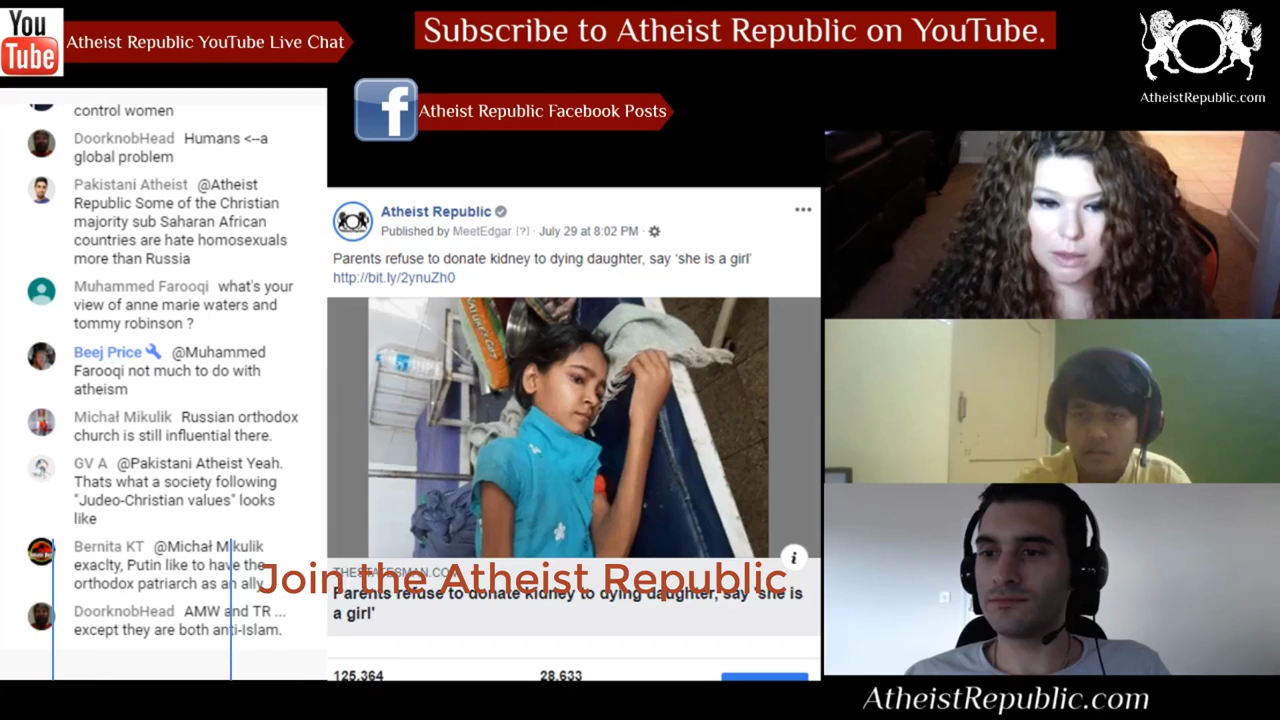 You
Tube
Atheist Republic YouTube Live Chat
Subscribe to Atheist Republic on YouTube.
AtheistRepublic.com
f
Atheist Republic Facebook Posts
control women
DoorknobHead Humans <--a
global problem
Pakistani Atheist @Atheist
Republic Some of the Christian
majority sub Saharan African
countries are hate homosexuals
more than Russia
Muhammed Farooqi what's your
view of anne marie waters and
tommy robinson ?
Beej Price @Muhammed
Farooqi not much to do with
atheism
Michał Mikulik Russian orthodox
church is still influential there.
GV A @Pakistani Atheist Yeah.
Thats what a society following
"Judeo-Christian values" looks
like
Bernita KT @Michał Mikulik
exaclty, Putin like to have the
orthodox patriarch as an ally
DoorknobHead AMW and TR ...
except they are both anti-Islam.
Atheist Republic
Published by MeetEdgar [?] · July 29 at 8:02 PM ·
Parents refuse to donate kidney to dying daughter, say 'she is a girl'
http://bit.ly/2ynuZh0
i
THESTATESMAN.CO
Join the Atheist Republic
Parents refuse to donate kidney to dying daughter, say 'she is
a girl'
125,364 28,633
AtheistRepublic.com